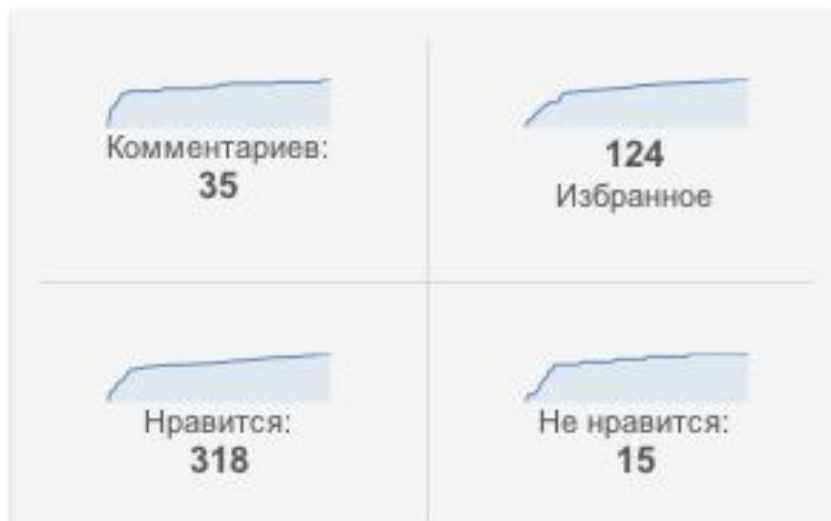 Комментариев:
35
124
Избранное
Нравится:
318
Не нравится:
15